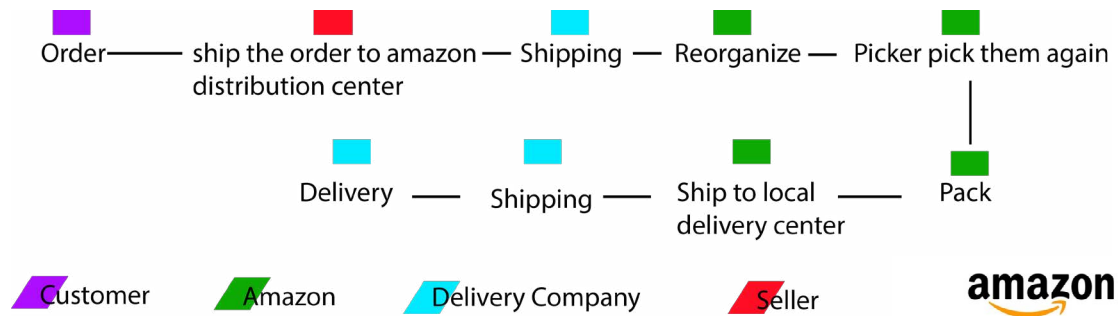 Order
ship the order to amazon
distribution center
Shipping
Reorganize
Picker pick them again
Delivery
Shipping
Ship to local
delivery center
Pack
Customer
Amazon
Delivery Company
Seller
amazon